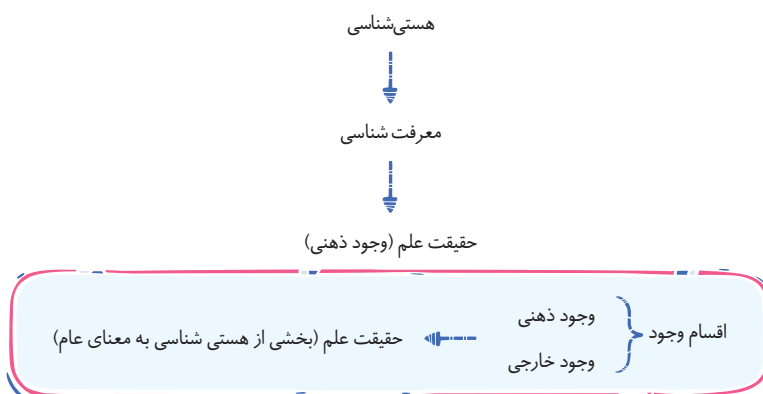 هستی‌شناسی
معرفت شناسی
حقیقت علم (وجود ذهنی)
اقسام وجود
وجود ذهنی
وجود خارجی
حقیقت علم (بخشی از هستی شناسی به معنای عام)